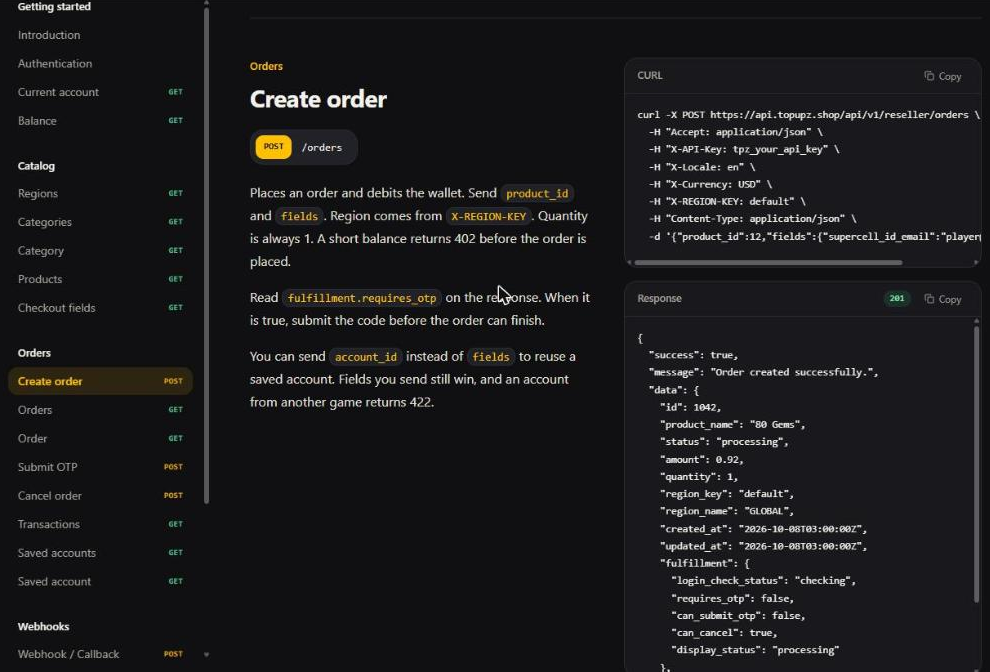 Getting started
Introduction
Authentication
Current account GET
Balance GET
Catalog
Regions GET
Categories GET
Category GET
Products GET
Checkout fields GET
Orders
Create order POST
Orders GET
Order GET
Submit OTP POST
Cancel order POST
Transactions GET
Saved accounts GET
Saved account GET
Webhooks
Webhook / Callback POST
Orders
Create order
POST /orders
Places an order and debits the wallet. Send product_id
and fields. Region comes from X-REGION-KEY. Quantity
is always 1. A short balance returns 402 before the order is
placed.
Read fulfillment.requires_otp on the response. When it
is true, submit the code before the order can finish.
You can send account_id instead of fields to reuse a
saved account. Fields you send still win, and an account
from another game returns 422.
CURL Copy
curl -X POST https://api.topupz.shop/api/v1/reseller/orders \
-H "Accept: application/json" \
-H "X-API-Key: tpz_your_api_key" \
-H "X-Locale: en" \
-H "X-Currency: USD" \
-H "X-REGION-KEY: default" \
-H "Content-Type: application/json" \
-d '{"product_id":12,"fields":{"supercell_id_email":"player
Response 201 Copy
{
"success": true,
"message": "Order created successfully.",
"data": {
"id": 1042,
"product_name": "80 Gems",
"status": "processing",
"amount": 0.92,
"quantity": 1,
"region_key": "default",
"region_name": "GLOBAL",
"created_at": "2026-10-08T03:00:00Z",
"updated_at": "2026-10-08T03:00:00Z",
"fulfillment": {
"login_check_status": "checking",
"requires_otp": false,
"can_submit_otp": false,
"can_cancel": true,
"display_status": "processing"
},